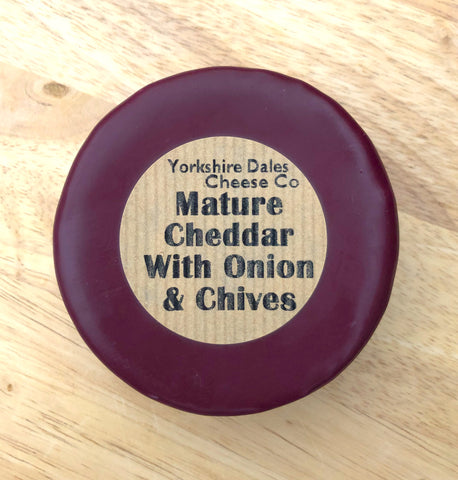 Yorkshire Dales
Cheese Co
Mature
Cheddar
With Onion
& Chives